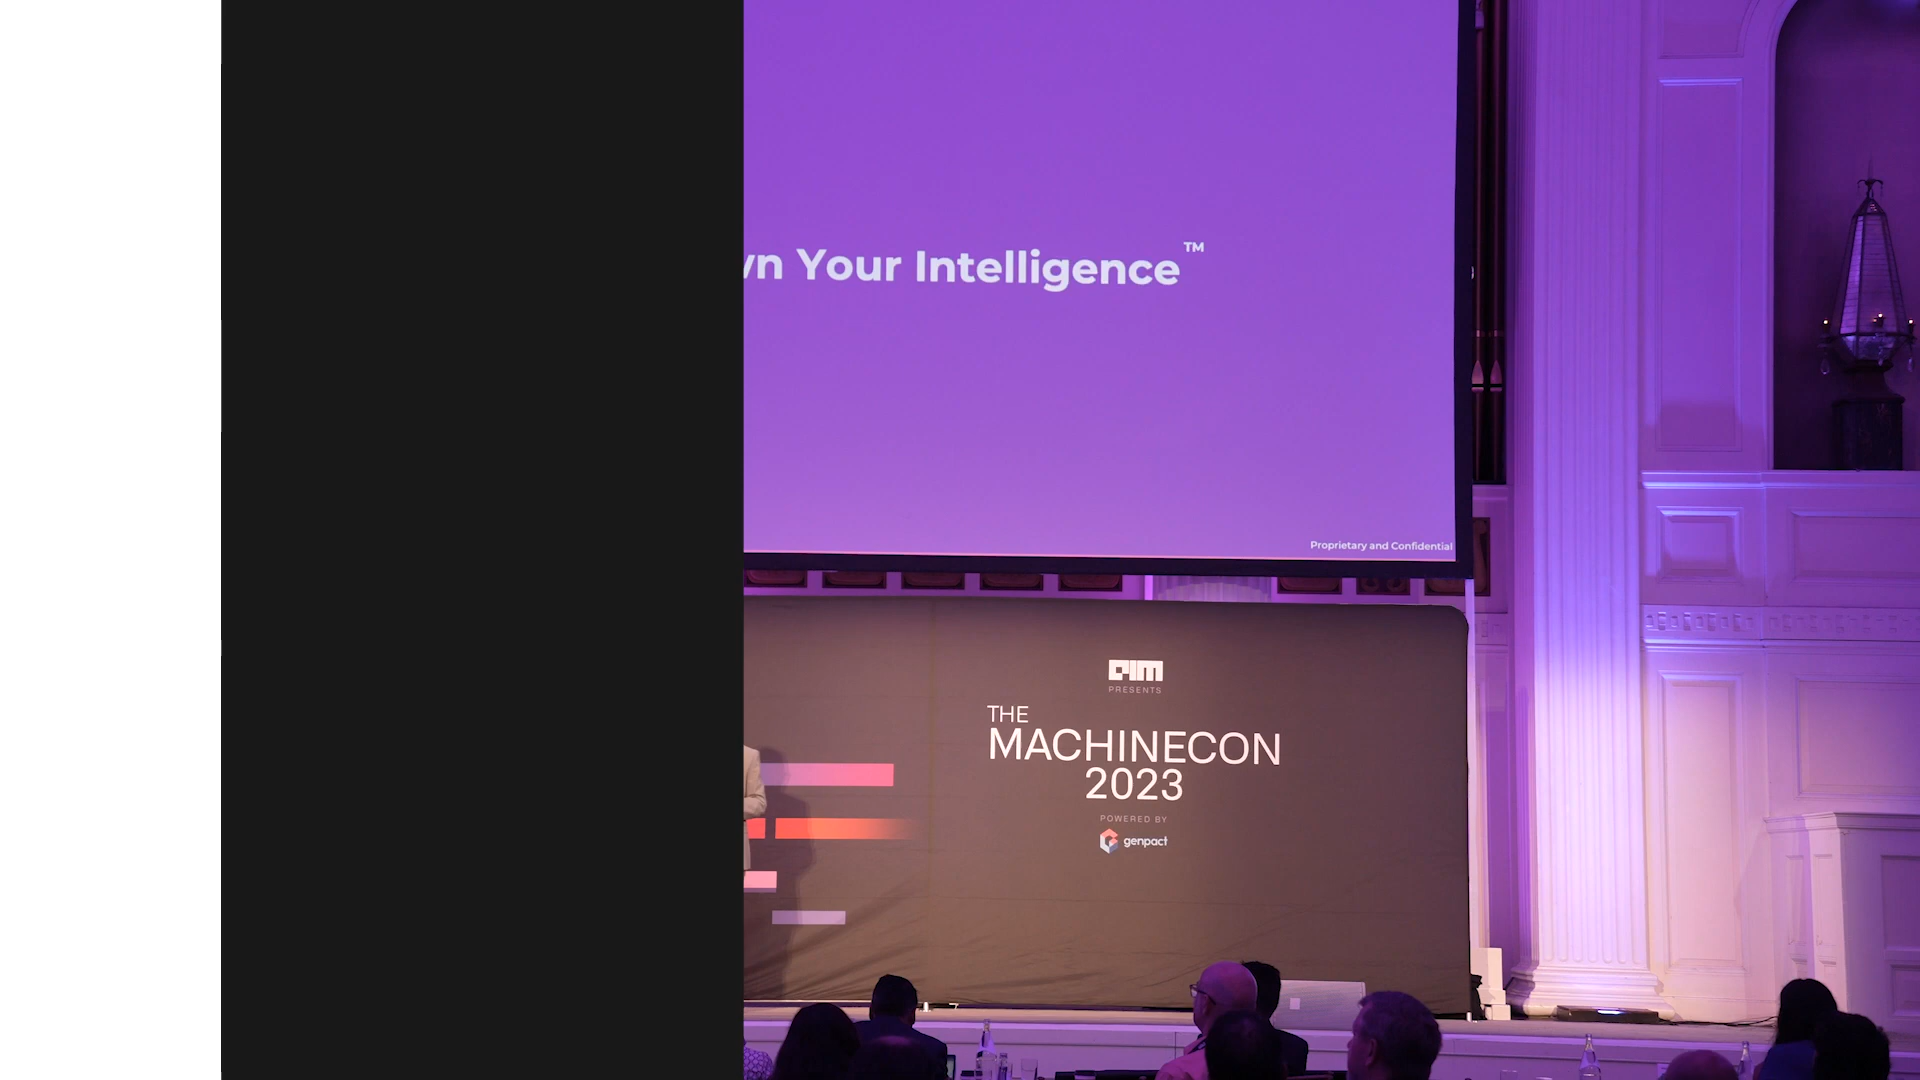 Your Intelligence™
Proprietary and Confidential
AIM
PRESENTS
THE
MACHINECON
2023
POWERED BY
genpact